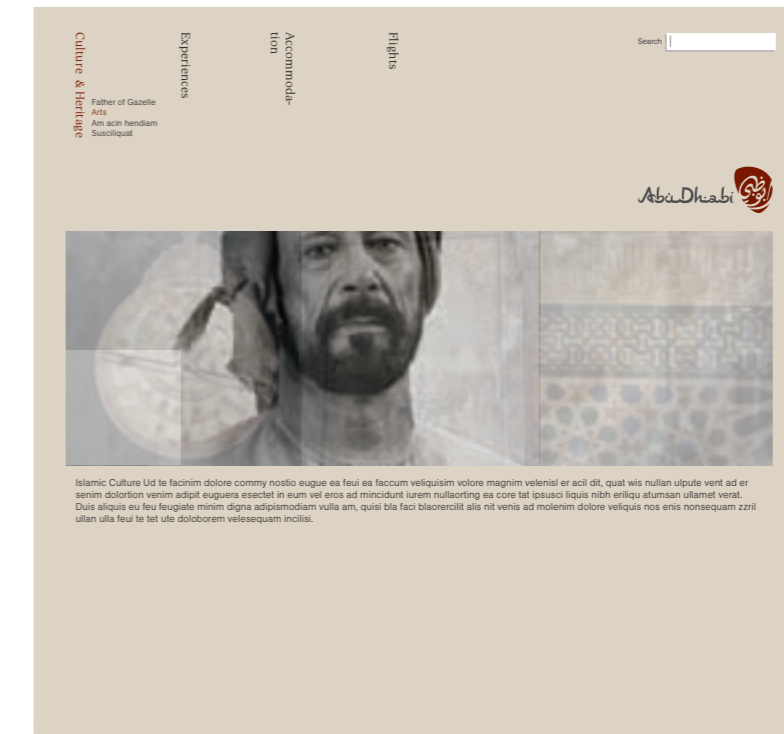 Culture & Heritage
Father of Gazelle
Arts
Am acin hendiam
Susciliquat
Experiences
Accommoda-
tion
Flights
Search
Abu Dhabi
أبوظبي
Islamic Culture Ud te facinim dolore commy nostio eugue ea feui ea faccum veliquisim volore magnim velenisl er acil dit, quat wis nullan ulpute vent ad er
senim dolortion venim adipit euguera esectet in eum vel eros ad mincidunt iurem nullaorting ea core tat ipsusci liquis nibh eriliqu atumsan ullamet verat.
Duis aliquis eu feu feugiate minim digna adipismodiam vulla am, quisi bla faci blaorercilit alis nit venis ad molenim dolore veliquis nos enis nonsequam zzril
ullan ulla feui te tet ute doloborem velesequam incilisi.